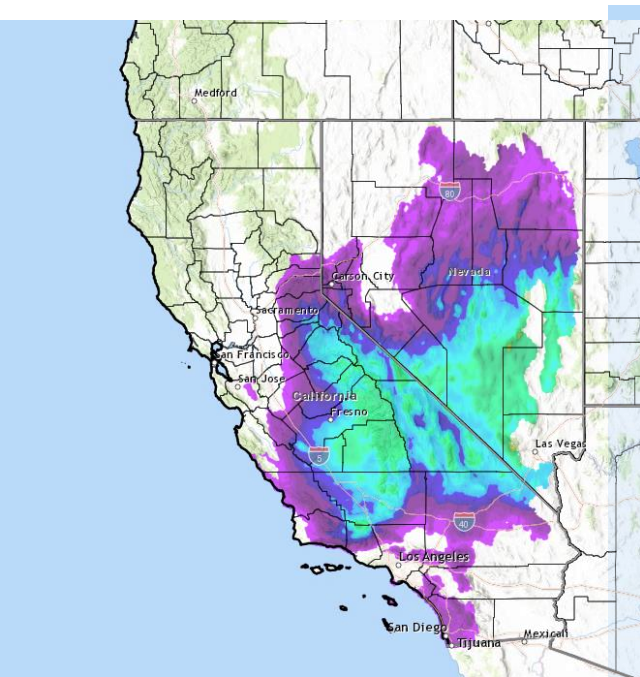 Medford
80
Carson City
Nevada
Sacramento
San Francisco
San Jose
California
Fresno
5
Las Vegas
40
Los Angeles
San Diego
Tijuana
Mexicali